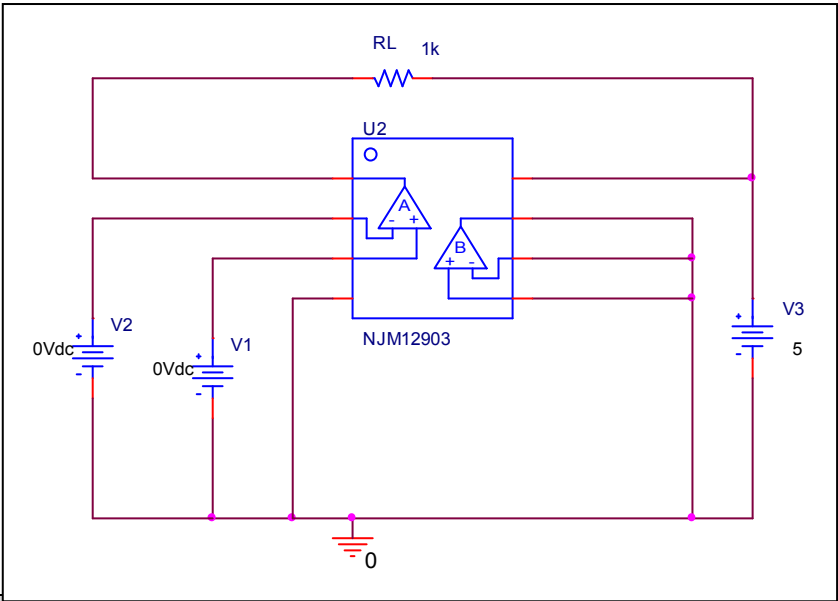 RL 1k
U2
A
- +
B
+ -
NJM12903
+ V2
0Vdc
-
+ V1
0Vdc
-
+ V3
5
-
0